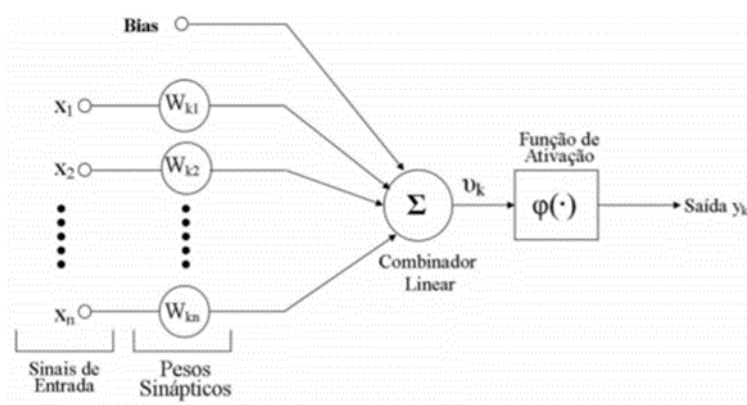 Bias
x1
Wk1
x2
Wk2
xn
Wkn
Σ
Combinador
Linear
υk
Função de
Ativação
φ(·)
Saída yk
Sinais de
Entrada
Pesos
Sinápticos